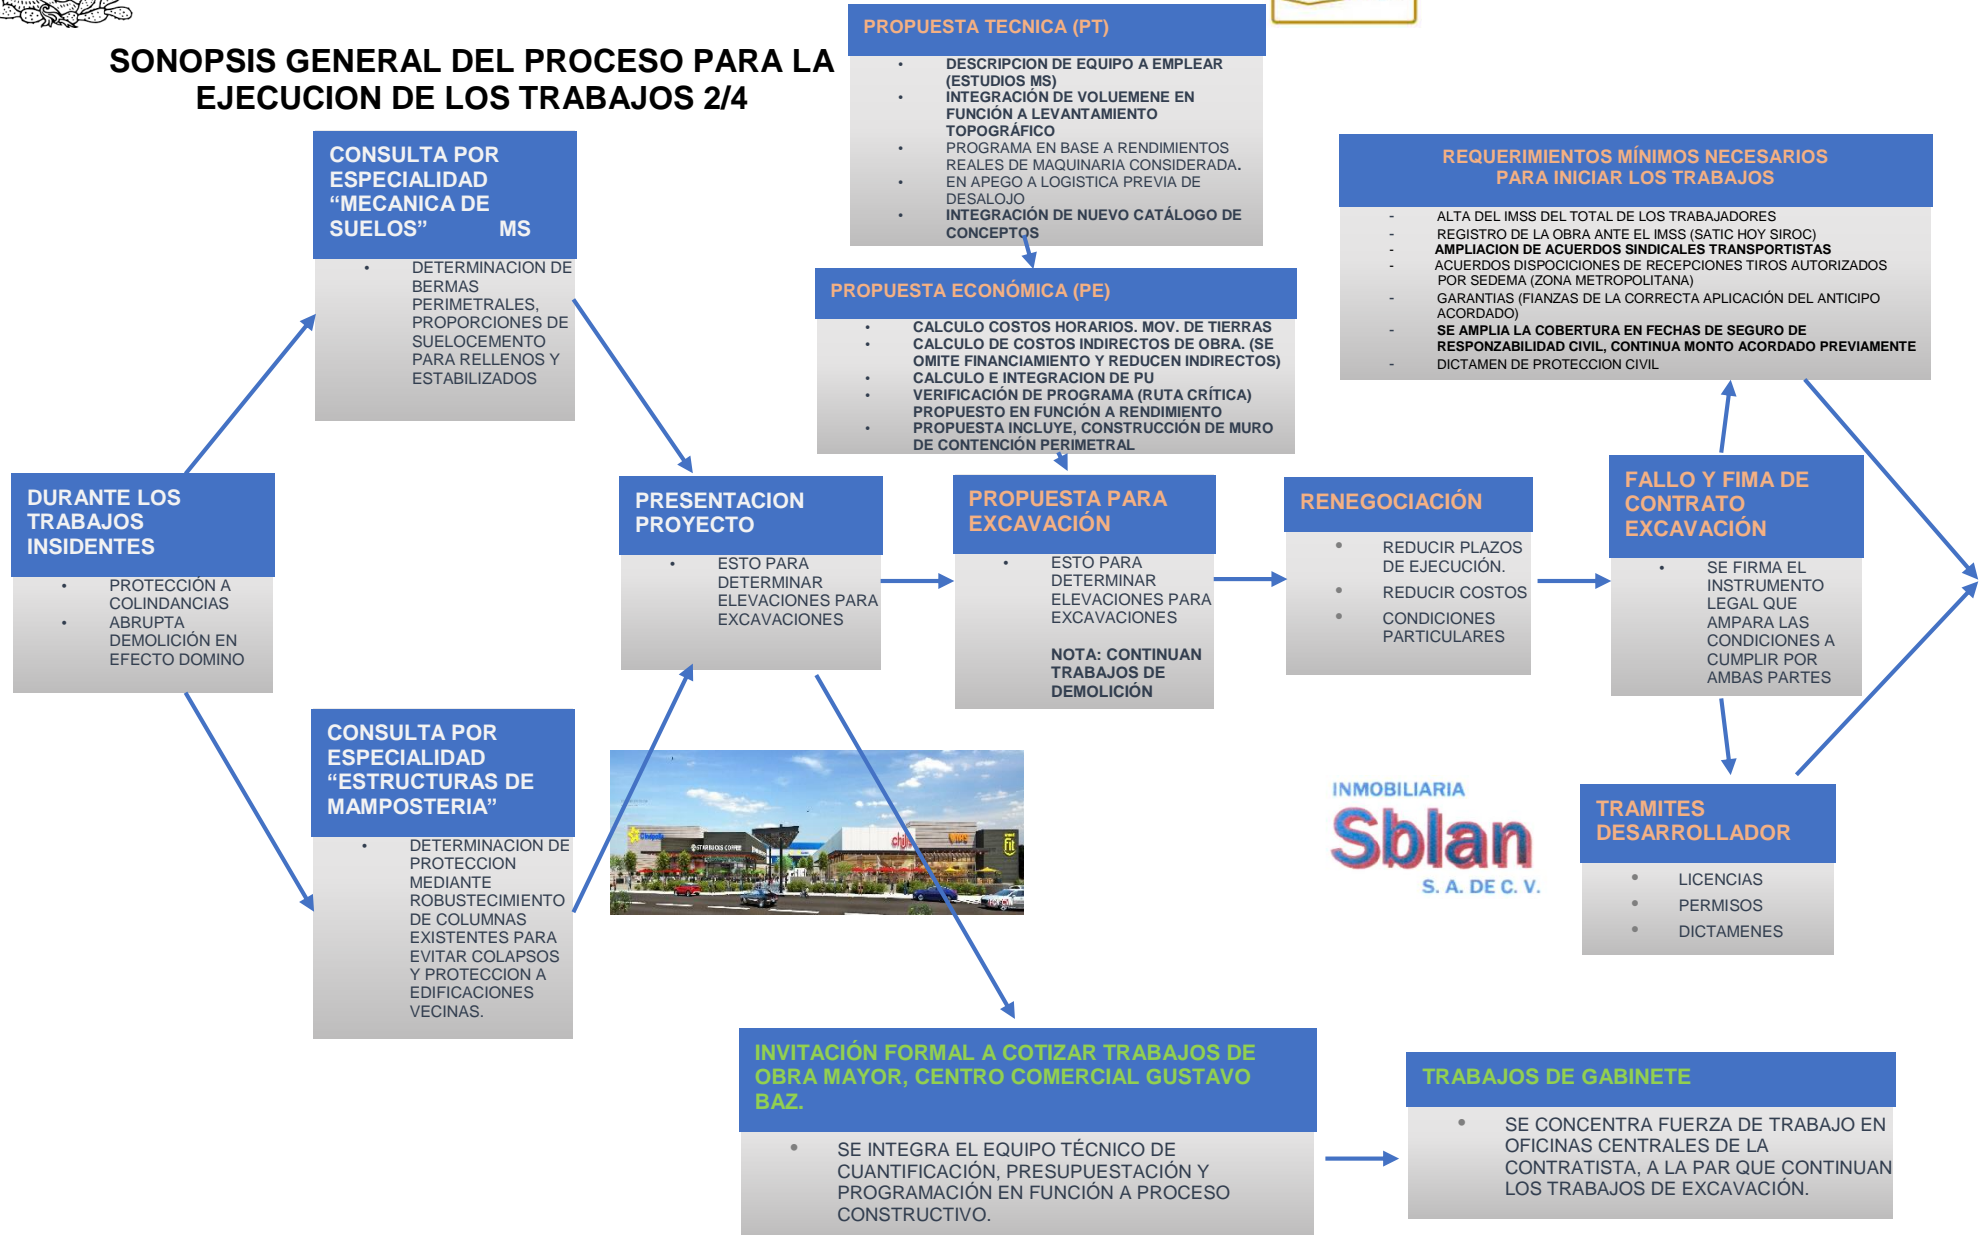 SONOPSIS GENERAL DEL PROCESO PARA LA
EJECUCION DE LOS TRABAJOS 2/4
PROPUESTA TECNICA (PT)
• DESCRIPCION DE EQUIPO A EMPLEAR
(ESTUDIOS MS)
• INTEGRACIÓN DE VOLUEMENE EN
FUNCIÓN A LEVANTAMIENTO
TOPOGRÁFICO
• PROGRAMA EN BASE A RENDIMIENTOS
REALES DE MAQUINARIA CONSIDERADA.
• EN APEGO A LOGISTICA PREVIA DE
DESALOJO
• INTEGRACIÓN DE NUEVO CATÁLOGO DE
CONCEPTOS
CONSULTA POR
ESPECIALIDAD
“MECANICA DE
SUELOS” MS
• DETERMINACION DE
BERMAS
PERIMETRALES,
PROPORCIONES DE
SUELOCEMENTO
PARA RELLENOS Y
ESTABILIZADOS
REQUERIMIENTOS MÍNIMOS NECESARIOS
PARA INICIAR LOS TRABAJOS
- ALTA DEL IMSS DEL TOTAL DE LOS TRABAJADORES
- REGISTRO DE LA OBRA ANTE EL IMSS (SATIC HOY SIROC)
- AMPLIACION DE ACUERDOS SINDICALES TRANSPORTISTAS
- ACUERDOS DISPOCICIONES DE RECEPCIONES TIROS AUTORIZADOS
POR SEDEMA (ZONA METROPOLITANA)
- GARANTIAS (FIANZAS DE LA CORRECTA APLICACIÓN DEL ANTICIPO
ACORDADO)
- SE AMPLIA LA COBERTURA EN FECHAS DE SEGURO DE
RESPONZABILIDAD CIVIL, CONTINUA MONTO ACORDADO PREVIAMENTE
- DICTAMEN DE PROTECCION CIVIL
PROPUESTA ECONÓMICA (PE)
• CALCULO COSTOS HORARIOS. MOV. DE TIERRAS
• CALCULO DE COSTOS INDIRECTOS DE OBRA. (SE
OMITE FINANCIAMIENTO Y REDUCEN INDIRECTOS)
• CALCULO E INTEGRACION DE PU
• VERIFICACIÓN DE PROGRAMA (RUTA CRÍTICA)
PROPUESTO EN FUNCIÓN A RENDIMIENTO
• PROPUESTA INCLUYE, CONSTRUCCIÓN DE MURO
DE CONTENCIÓN PERIMETRAL
DURANTE LOS
TRABAJOS
INSIDENTES
• PROTECCIÓN A
COLINDANCIAS
• ABRUPTA
DEMOLICIÓN EN
EFECTO DOMINO
PRESENTACION
PROYECTO
• ESTO PARA
DETERMINAR
ELEVACIONES PARA
EXCAVACIONES
PROPUESTA PARA
EXCAVACIÓN
• ESTO PARA
DETERMINAR
ELEVACIONES PARA
EXCAVACIONES
NOTA: CONTINUAN
TRABAJOS DE
DEMOLICIÓN
RENEGOCIACIÓN
• REDUCIR PLAZOS
DE EJECUCIÓN.
• REDUCIR COSTOS
• CONDICIONES
PARTICULARES
FALLO Y FIMA DE
CONTRATO
EXCAVACIÓN
• SE FIRMA EL
INSTRUMENTO
LEGAL QUE
AMPARA LAS
CONDICIONES A
CUMPLIR POR
AMBAS PARTES
CONSULTA POR
ESPECIALIDAD
“ESTRUCTURAS DE
MAMPOSTERIA”
• DETERMINACION DE
PROTECCION
MEDIANTE
ROBUSTECIMIENTO
DE COLUMNAS
EXISTENTES PARA
EVITAR COLAPSOS
Y PROTECCION A
EDIFICACIONES
VECINAS.
STARBUCKS COFFEE
chilis
fit
INMOBILIARIA
Sblan
S. A. DE C. V.
TRAMITES
DESARROLLADOR
• LICENCIAS
• PERMISOS
• DICTAMENES
INVITACIÓN FORMAL A COTIZAR TRABAJOS DE
OBRA MAYOR, CENTRO COMERCIAL GUSTAVO
BAZ.
• SE INTEGRA EL EQUIPO TÉCNICO DE
CUANTIFICACIÓN, PRESUPUESTACIÓN Y
PROGRAMACIÓN EN FUNCIÓN A PROCESO
CONSTRUCTIVO.
TRABAJOS DE GABINETE
• SE CONCENTRA FUERZA DE TRABAJO EN
OFICINAS CENTRALES DE LA
CONTRATISTA, A LA PAR QUE CONTINUAN
LOS TRABAJOS DE EXCAVACIÓN.